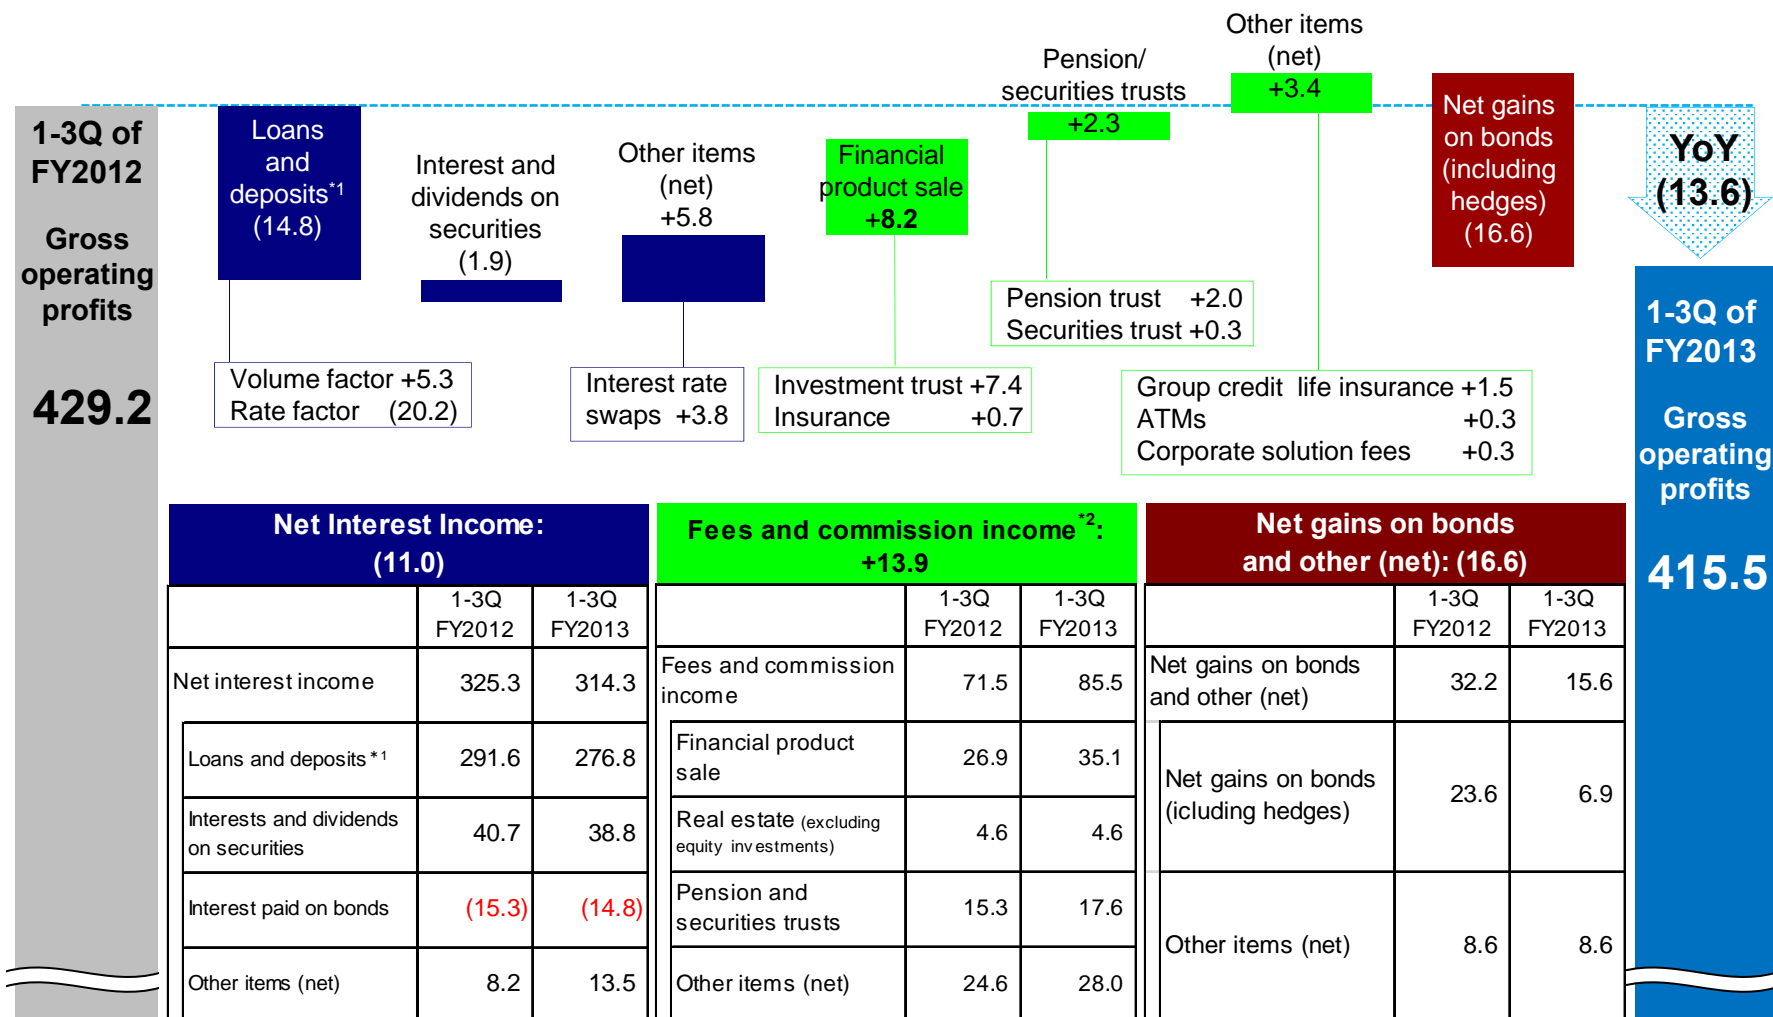 1-3Q of
FY2012
Gross
operating
profits
429.2
Loans
and
deposits*1
(14.8)
Volume factor +5.3
Rate factor (20.2)
Interest and
dividends on
securities
(1.9)
Other items
(net)
+5.8
Interest rate
swaps +3.8
Financial
product sale
+8.2
Investment trust +7.4
Insurance +0.7
Pension/
securities trusts
+2.3
Pension trust +2.0
Securities trust +0.3
Other items
(net)
+3.4
Group credit life insurance +1.5
ATMs +0.3
Corporate solution fees +0.3
Net gains
on bonds
(including
hedges)
(16.6)
YoY
(13.6)
1-3Q of
FY2013
Gross
operating
profits
415.5
Net Interest Income:
(11.0)
1-3Q FY2012 1-3Q FY2013
Net interest income 325.3 314.3
Loans and deposits *1 291.6 276.8
Interests and dividends
on securities 40.7 38.8
Interest paid on bonds (15.3) (14.8)
Other items (net) 8.2 13.5
Fees and commission income*2:
+13.9
1-3Q FY2012 1-3Q FY2013
Fees and commission
income 71.5 85.5
Financial product
sale 26.9 35.1
Real estate (excluding
equity investments) 4.6 4.6
Pension and
securities trusts 15.3 17.6
Other items (net) 24.6 28.0
Net gains on bonds
and other (net): (16.6)
1-3Q FY2012 1-3Q FY2013
Net gains on bonds
and other (net) 32.2 15.6
Net gains on bonds
(icluding hedges) 23.6 6.9
Other items (net) 8.6 8.6